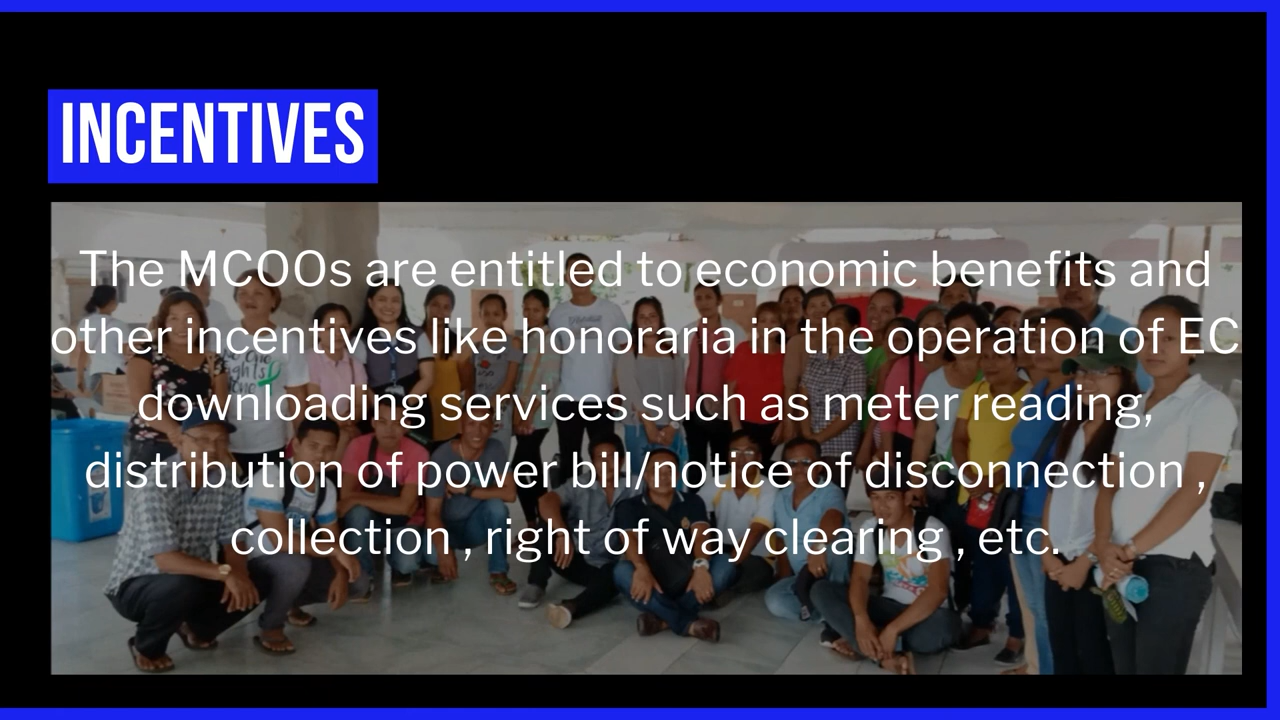 INCENTIVES
The MCOOs are entitled to economic benefits and
other incentives like honoraria in the operation of EC
downloading services such as meter reading,
distribution of power bill/notice of disconnection ,
collection , right of way clearing , etc.